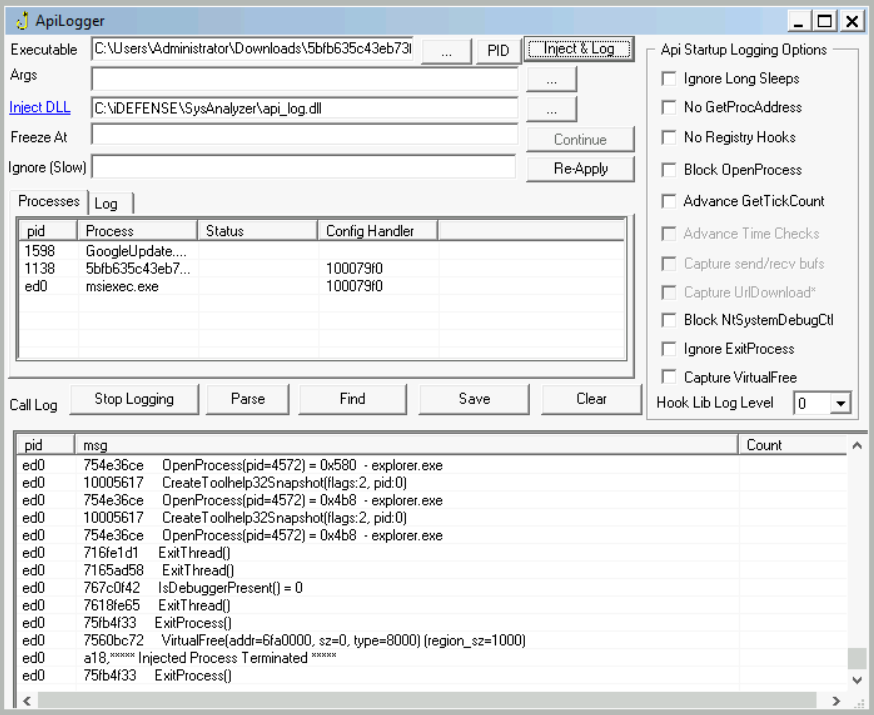 ApiLogger
Executable C:\Users\Administrator\Downloads\5bfb635c43eb73f ... PID Inject & Log
Args ...
Inject DLL C:\iDEFENSE\SysAnalyzer\api_log.dll ...
Freeze At Continue
Ignore (Slow) Re-Apply
Api Startup Logging Options
Ignore Long Sleeps
No GetProcAddress
No Registry Hooks
Block OpenProcess
Advance GetTickCount
Advance Time Checks
Capture send/recv bufs
Capture UrlDownload*
Block NtSystemDebugCtl
Ignore ExitProcess
Capture VirtualFree
Hook Lib Log Level 0
Processes Log
pid Process Status Config Handler
1598 GoogleUpdate....
1138 5bfb635c43eb7... 100079f0
ed0 msiexec.exe 100079f0
Call Log Stop Logging Parse Find Save Clear
pid msg Count
ed0 754e36ce OpenProcess(pid=4572) = 0x580 - explorer.exe
ed0 10005617 CreateToolhelp32Snapshot(flags:2, pid:0)
ed0 754e36ce OpenProcess(pid=4572) = 0x4b8 - explorer.exe
ed0 10005617 CreateToolhelp32Snapshot(flags:2, pid:0)
ed0 754e36ce OpenProcess(pid=4572) = 0x4b8 - explorer.exe
ed0 716fe1d1 ExitThread()
ed0 7165ad58 ExitThread()
ed0 767c0f42 IsDebuggerPresent() = 0
ed0 7618fe65 ExitThread()
ed0 75fb4f33 ExitProcess()
ed0 7560bc72 VirtualFree(addr=6fa0000, sz=0, type=8000) (region_sz=1000)
ed0 a18,***** Injected Process Terminated *****
ed0 75fb4f33 ExitProcess()